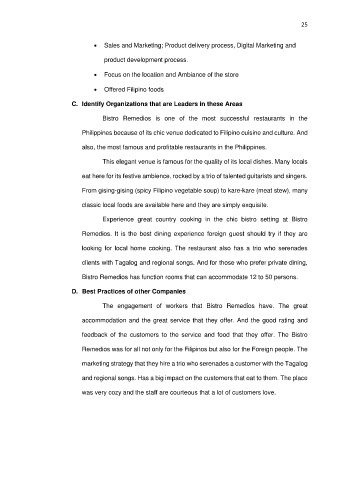 25
• Sales and Marketing; Product delivery process, Digital Marketing and
product development process.
• Focus on the location and Ambiance of the store
• Offered Filipino foods
C. Identify Organizations that are Leaders in these Areas
Bistro Remedios is one of the most successful restaurants in the
Philippines because of its chic venue dedicated to Filipino cuisine and culture. And
also, the most famous and profitable restaurants in the Philippines.
This elegant venue is famous for the quality of its local dishes. Many locals
eat here for its festive ambience, rocked by a trio of talented guitarists and singers.
From gising-gising (spicy Filipino vegetable soup) to kare-kare (meat stew), many
classic local foods are available here and they are simply exquisite.
Experience great country cooking in the chic bistro setting at Bistro
Remedios. It is the best dining experience foreign guest should try if they are
looking for local home cooking. The restaurant also has a trio who serenades
clients with Tagalog and regional songs. And for those who prefer private dining,
Bistro Remedios has function rooms that can accommodate 12 to 50 persons.
D. Best Practices of other Companies
The engagement of workers that Bistro Remedios have. The great
accommodation and the great service that they offer. And the good rating and
feedback of the customers to the service and food that they offer. The Bistro
Remedios was for all not only for the Filipinos but also for the Foreign people. The
marketing strategy that they hire a trio who serenades a customer with the Tagalog
and regional songs. Has a big impact on the customers that eat to them. The place
was very cozy and the staff are courteous that a lot of customers love.